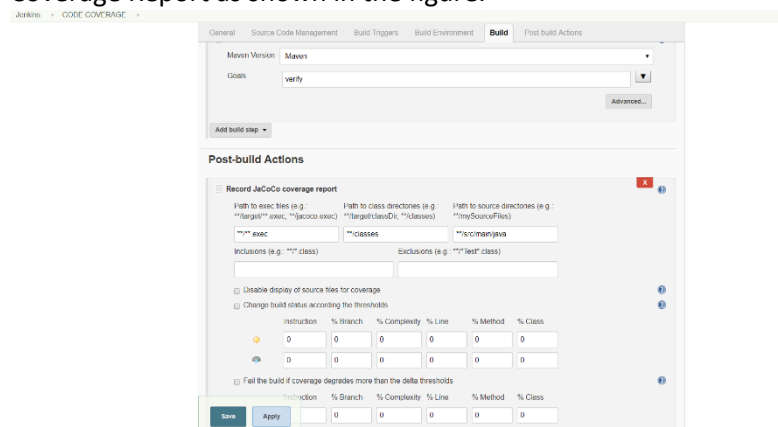 Coverage Report as shown in the figure.
Jenkins › CODE COVERAGE ›
General Source Code Management Build Triggers Build Environment Build Post build Actions
Maven Version Maven
Goals verify
Advanced...
Add build step
Post-build Actions
Record JaCoCo coverage report
X
Path to exec files (e.g.: Path to class directories (e.g.: Path to source directories (e.g.:
**/target/**.exec, **/jacoco.exec) **/target/classDir, **/classes) **/mySourceFiles)
**/**.exec **/classes **/src/main/java
Inclusions (e.g.: **/*.class) Exclusions (e.g.: **/*Test*.class)
Disable display of source files for coverage
Change build status according the thresholds
Instruction % Branch % Complexity % Line % Method % Class
0 0 0 0 0 0
0 0 0 0 0 0
Fail the build if coverage degrades more than the delta thresholds
Instruction % Branch % Complexity % Line % Method % Class
Save Apply 0 0 0 0 0